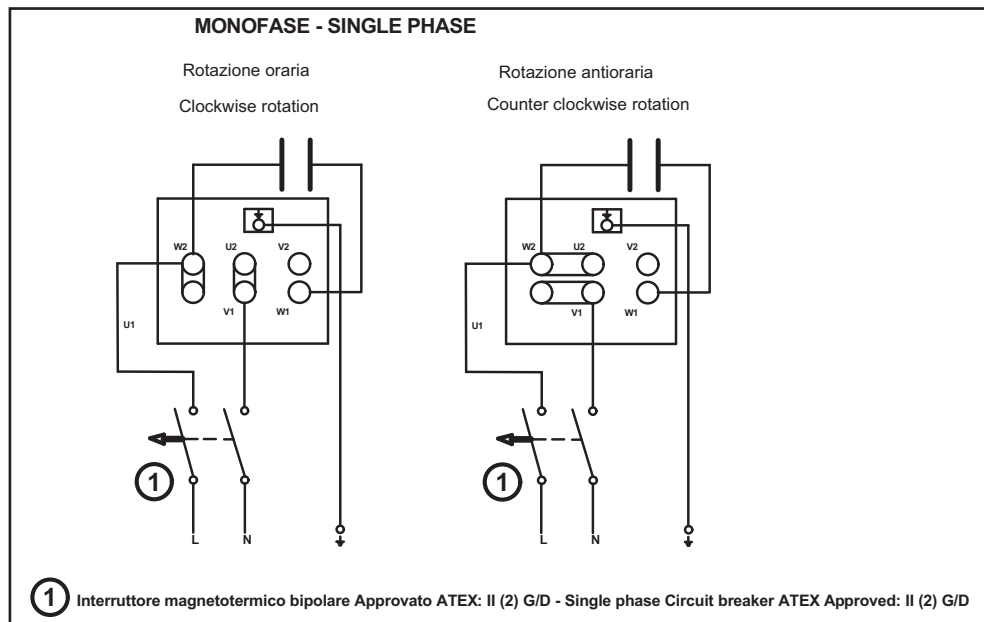 MONOFASE - SINGLE PHASE
Rotazione oraria
Clockwise rotation
Rotazione antioraria
Counter clockwise rotation
W2 U2 V2
U1 V1 W1
1
L N
W2 U2 V2
U1 V1 W1
1
L N
1 Interruttore magnetotermico bipolare Approvato ATEX: II (2) G/D - Single phase Circuit breaker ATEX Approved: II (2) G/D